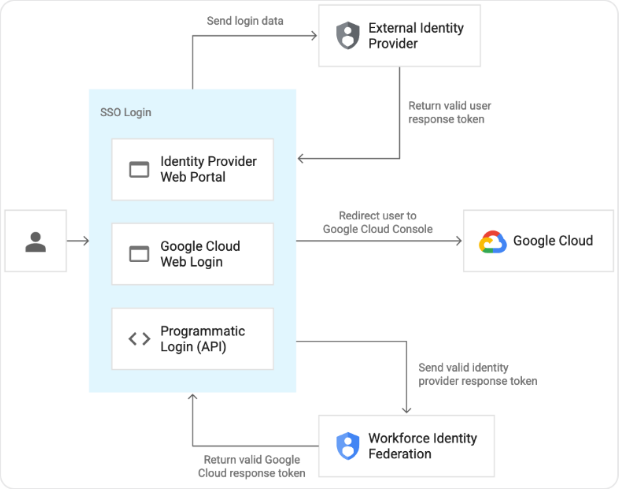 Send login data
External Identity
Provider
Return valid user
response token
SSO Login
Identity Provider
Web Portal
Google Cloud
Web Login
Programmatic
Login (API)
Redirect user to
Google Cloud Console
Google Cloud
Send valid identity
provider response token
Workforce Identity
Federation
Return valid Google
Cloud response token